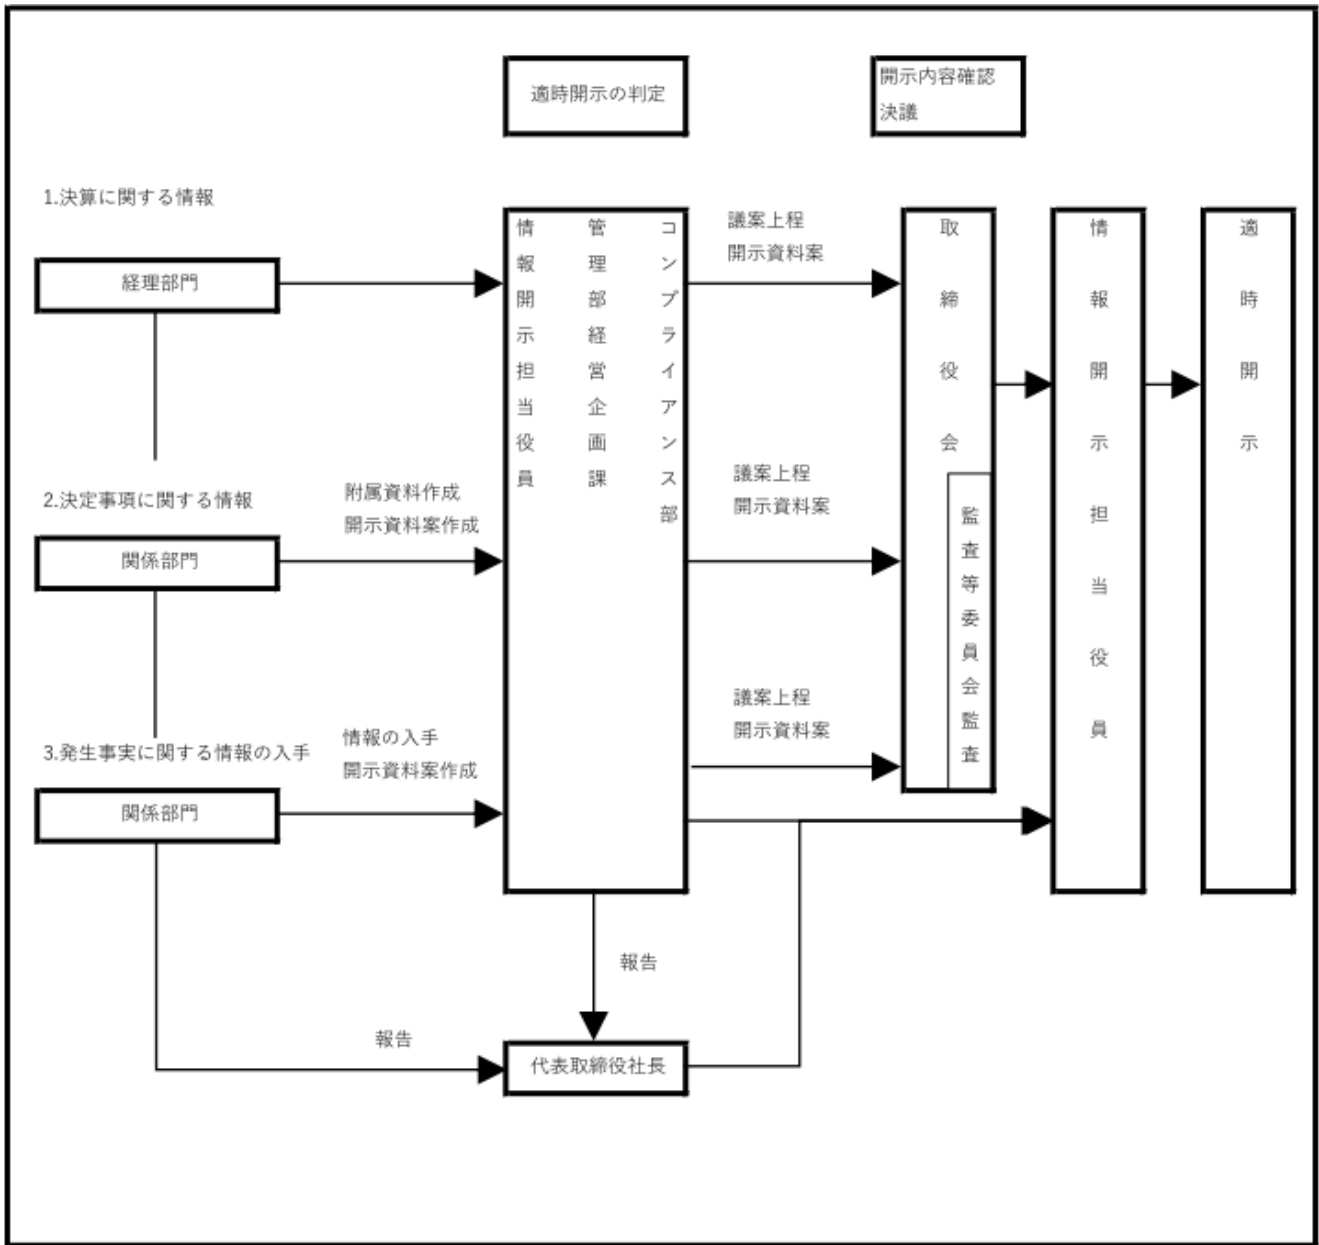 適時開示の判定
開示内容確認
決議
1.決算に関する情報
経理部門
コンプライアンス部
管理部経営企画課
情報開示担当役員
議案上程
開示資料案
取締役会
監査等委員会監査
情報開示担当役員
適時開示
2.決定事項に関する情報
関係部門
附属資料作成
開示資料案作成
議案上程
開示資料案
3.発生事実に関する情報の入手
関係部門
情報の入手
開示資料案作成
議案上程
開示資料案
報告
報告
代表取締役社長